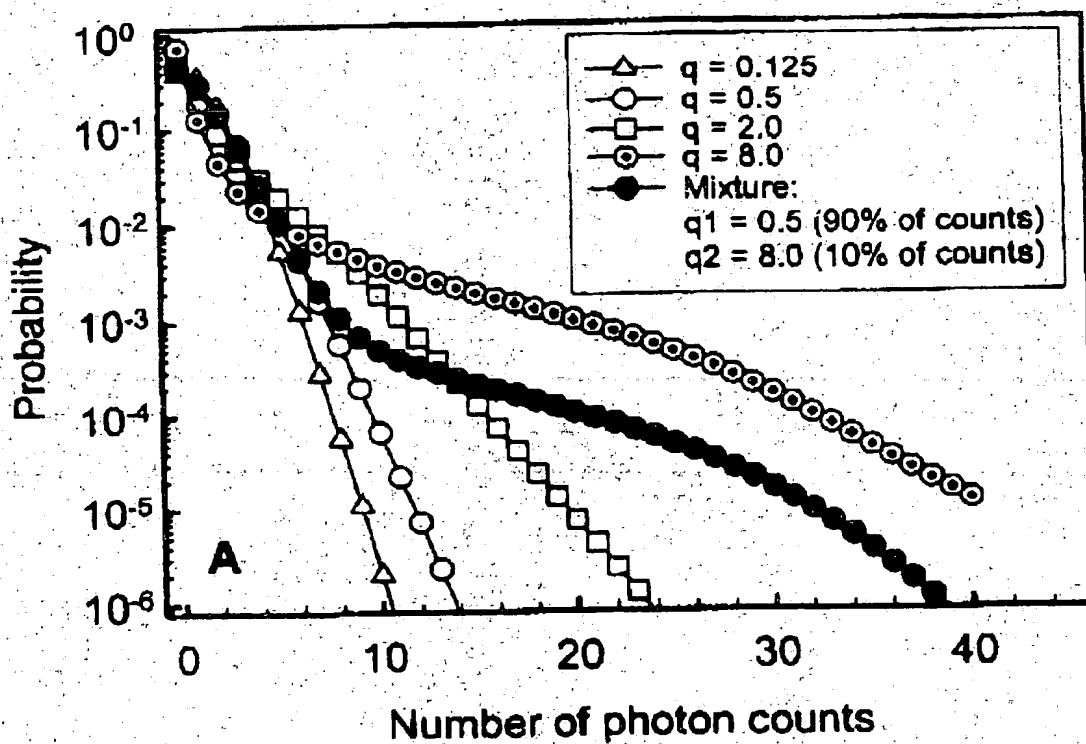 10⁰
10⁻¹
10⁻²
10⁻³
10⁻⁴
10⁻⁵
10⁻⁶
Probability
q = 0.125
q = 0.5
q = 2.0
q = 8.0
Mixture:
q1 = 0.5 (90% of counts)
q2 = 8.0 (10% of counts)
A
0 10 20 30 40
Number of photon counts